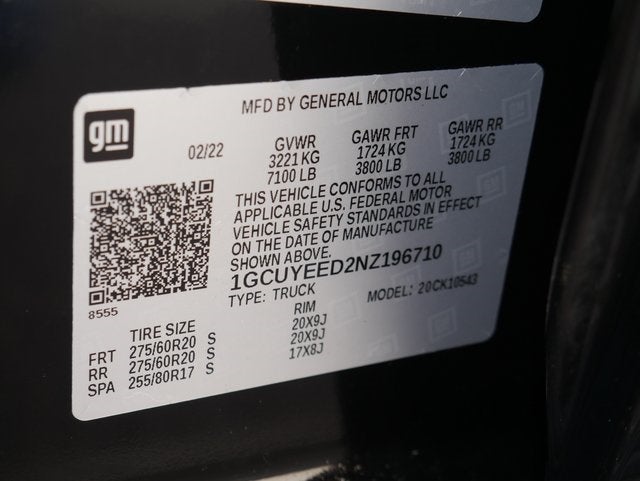 gm
MFD BY GENERAL MOTORS LLC
02/22
GVWR GAWR FRT GAWR RR
3221 KG 1724 KG 1724 KG
7100 LB 3800 LB 3800 LB
THIS VEHICLE CONFORMS TO ALL
APPLICABLE U.S. FEDERAL MOTOR
VEHICLE SAFETY STANDARDS IN EFFECT
ON THE DATE OF MANUFACTURE
SHOWN ABOVE.
1GCUYEED2NZ196710
TYPE: TRUCK MODEL: 20CK10543
8555
TIRE SIZE RIM
FRT 275/60R20 S 20X9J
RR 275/60R20 S 20X9J
SPA 255/80R17 S 17X8J